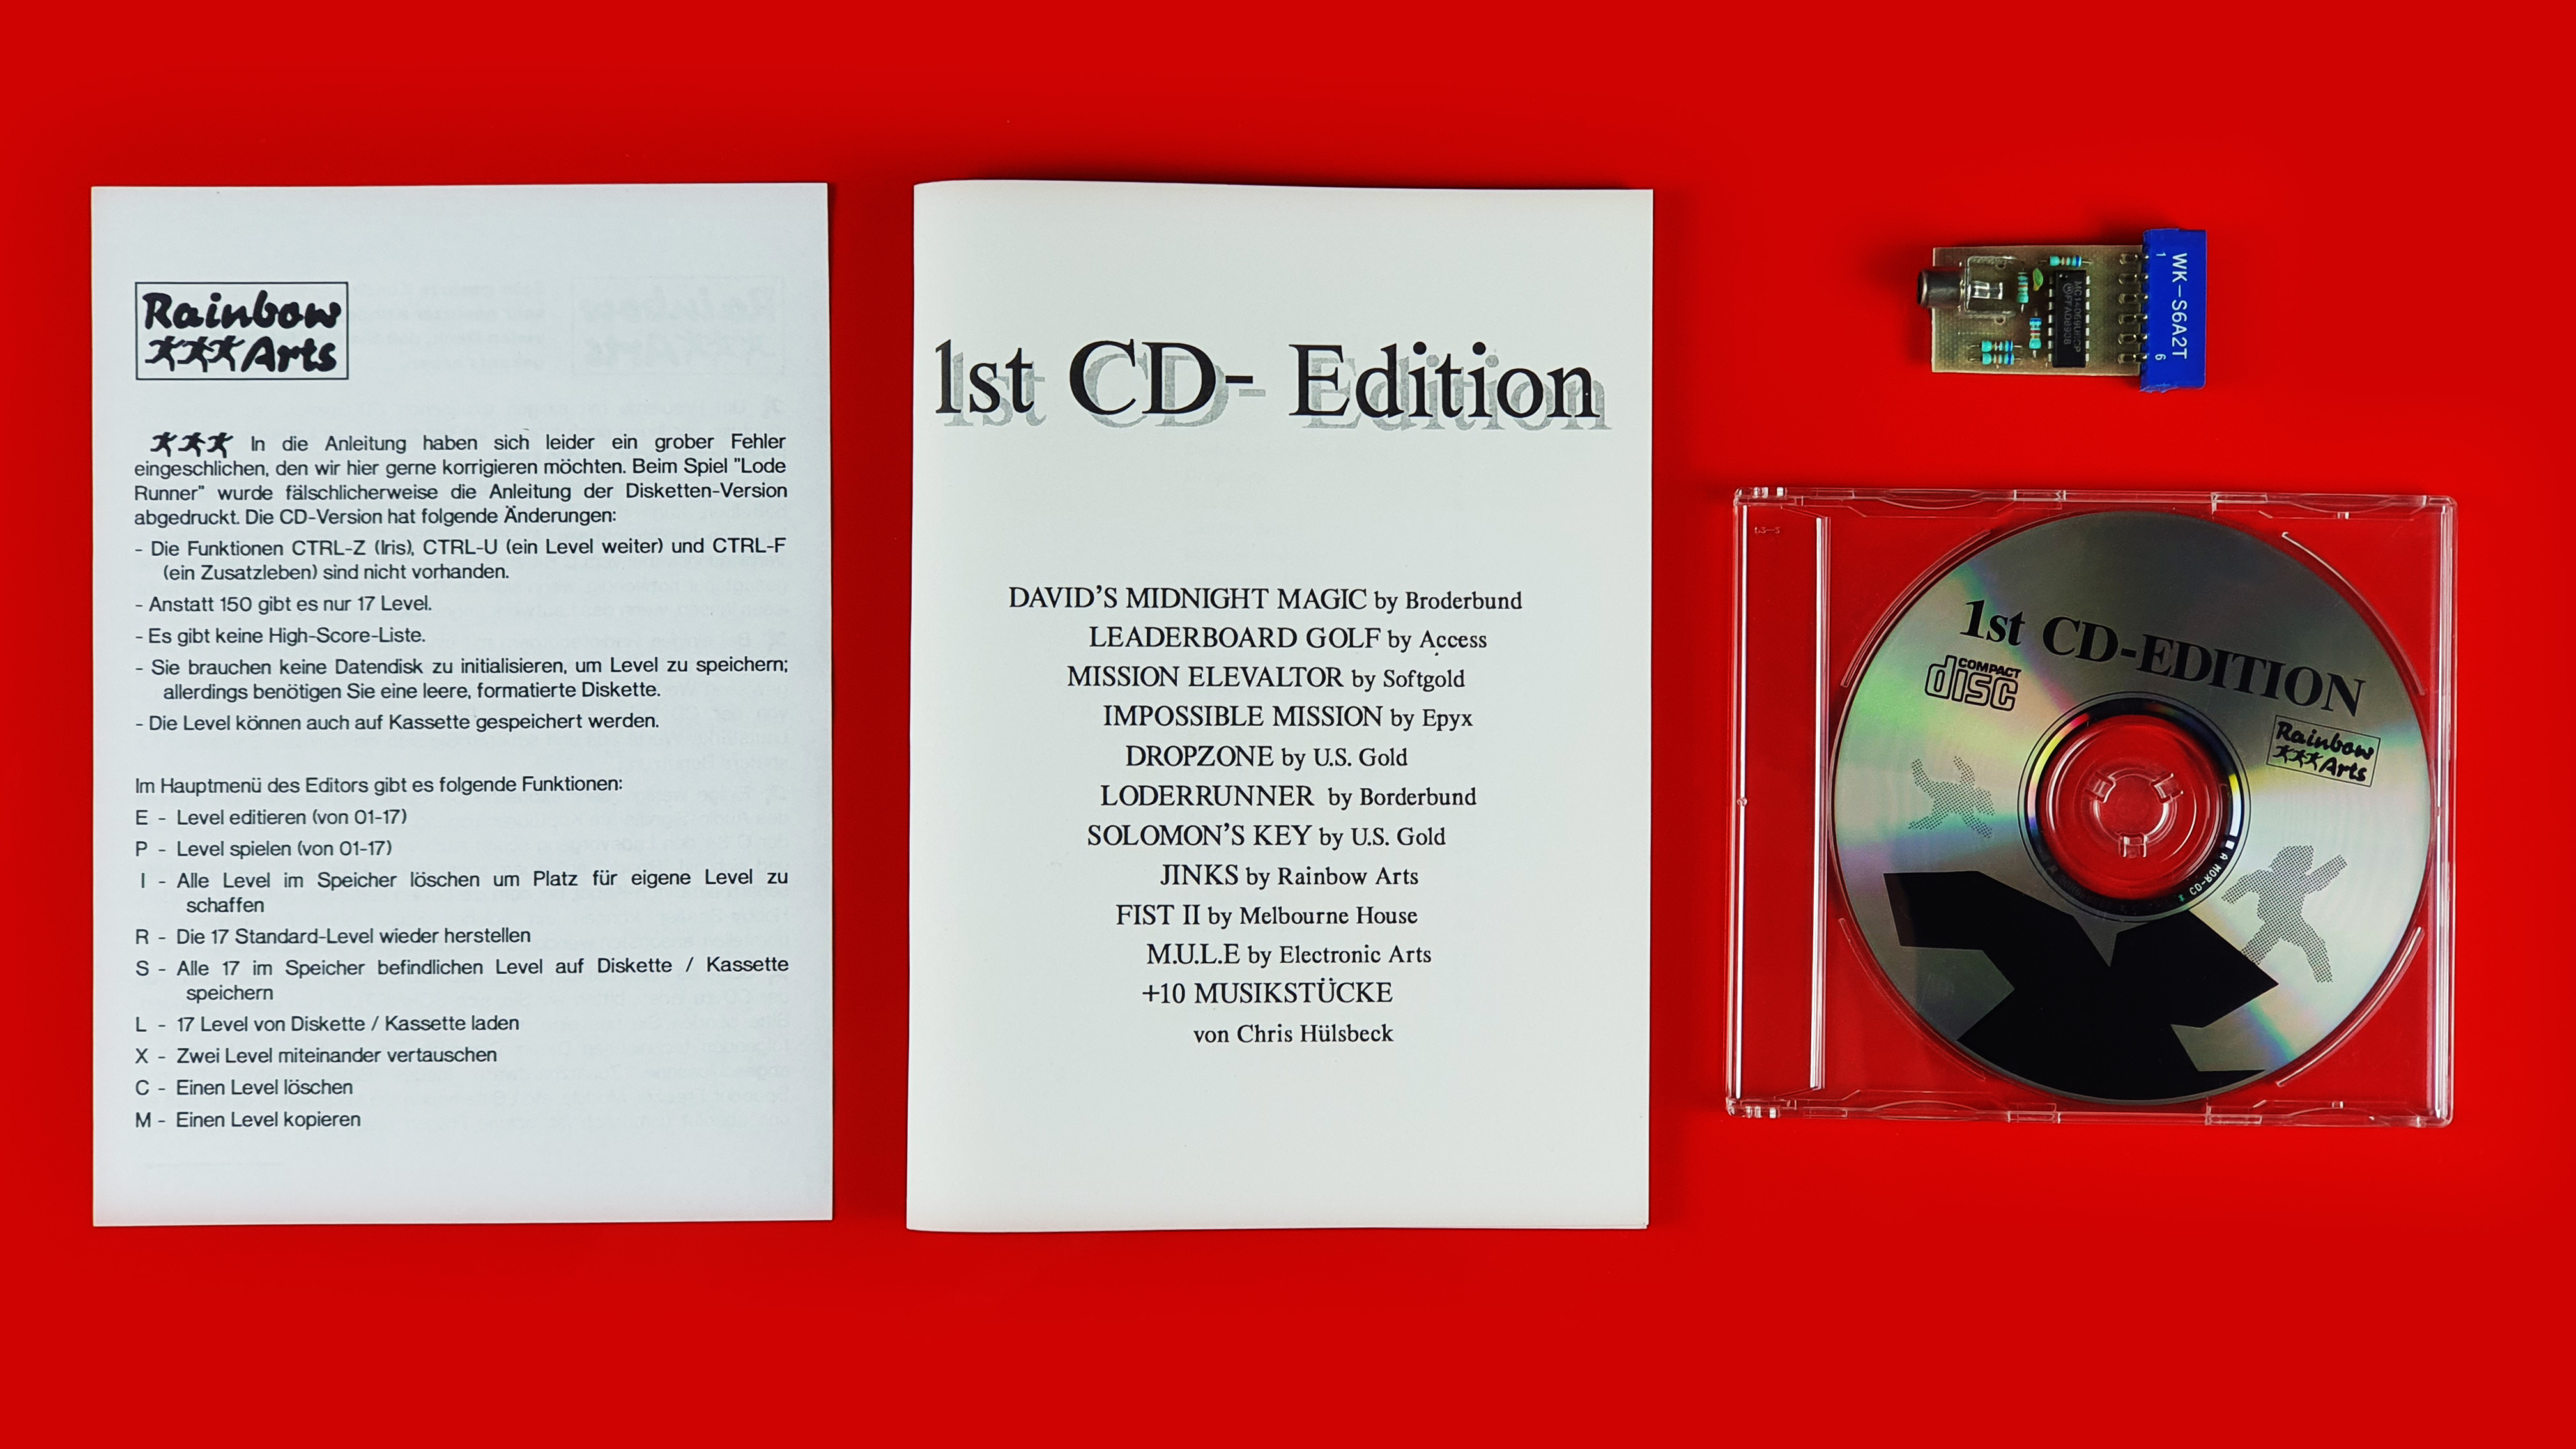 Rainbow
Arts
In die Anleitung haben sich leider ein grober Fehler
eingeschlichen, den wir hier gerne korrigieren möchten. Beim Spiel "Lode
Runner" wurde fälschlicherweise die Anleitung der Disketten-Version
abgedruckt. Die CD-Version hat folgende Änderungen:
- Die Funktionen CTRL-Z (Iris), CTRL-U (ein Level weiter) und CTRL-F
(ein Zusatzleben) sind nicht vorhanden.
- Anstatt 150 gibt es nur 17 Level.
- Es gibt keine High-Score-Liste.
- Sie brauchen keine Datendisk zu initialisieren, um Level zu speichern;
allerdings benötigen Sie eine leere, formatierte Diskette.
- Die Level können auch auf Kassette gespeichert werden.
Im Hauptmenü des Editors gibt es folgende Funktionen:
E - Level editieren (von 01-17)
P - Level spielen (von 01-17)
I - Alle Level im Speicher löschen um Platz für eigene Level zu
schaffen
R - Die 17 Standard-Level wieder herstellen
S - Alle 17 im Speicher befindlichen Level auf Diskette / Kassette
speichern
L - 17 Level von Diskette / Kassette laden
X - Zwei Level miteinander vertauschen
C - Einen Level löschen
M - Einen Level kopieren
1st CD- Edition
DAVID'S MIDNIGHT MAGIC by Broderbund
LEADERBOARD GOLF by Access
MISSION ELEVALTOR by Softgold
IMPOSSIBLE MISSION by Epyx
DROPZONE by U.S. Gold
LODERRUNNER by Borderbund
SOLOMON'S KEY by U.S. Gold
JINKS by Rainbow Arts
FIST II by Melbourne House
M.U.L.E by Electronic Arts
+10 MUSIKSTÜCKE
von Chris Hülsbeck
WK-S6A2T
1
6
1st CD-EDITION
COMPACT
disc
Rainbow
Arts
CD-ROM